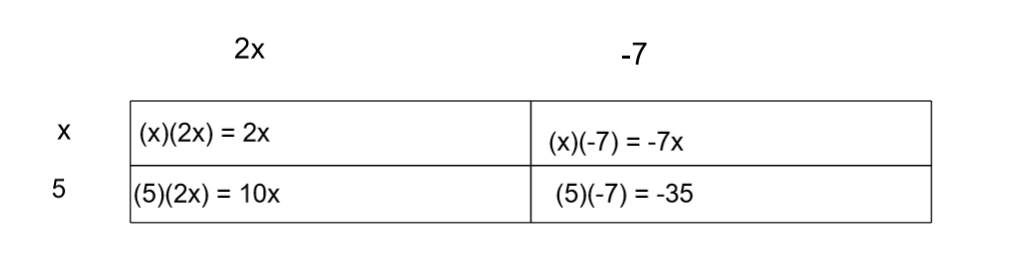 2x -7
x (x)(2x) = 2x (x)(-7) = -7x
5 (5)(2x) = 10x (5)(-7) = -35